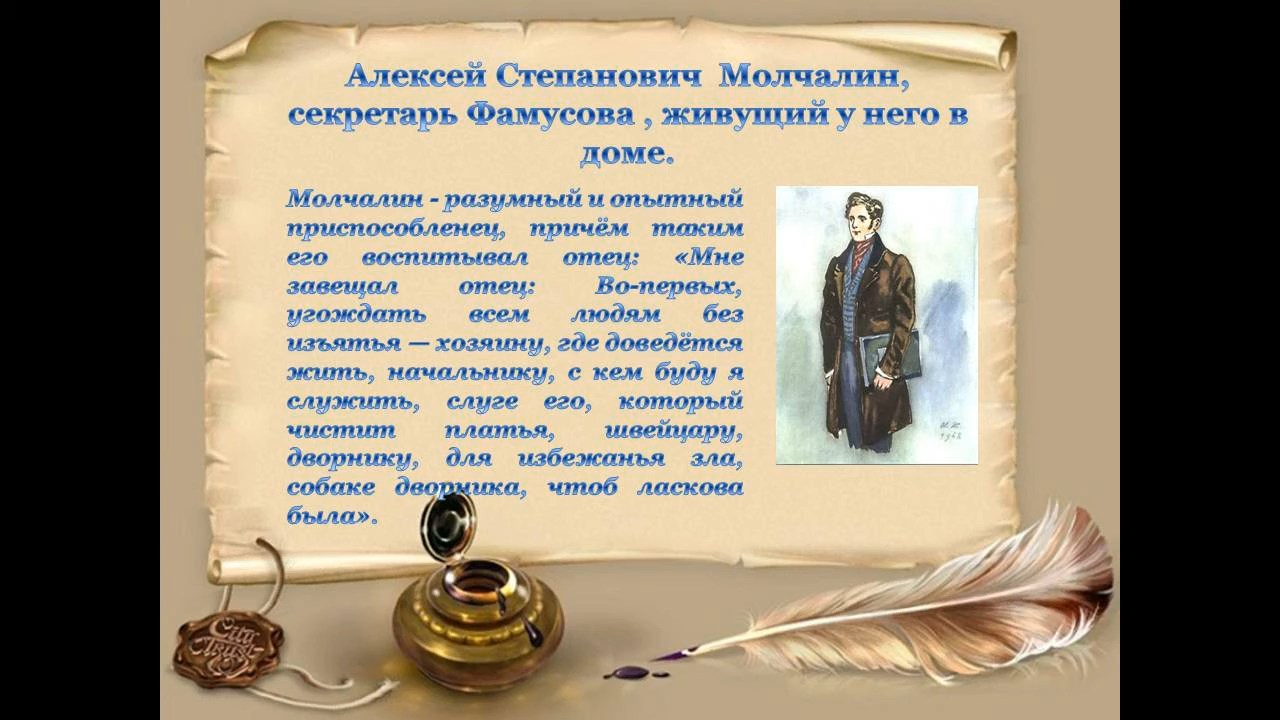 Алексей Степанович Молчалин,
секретарь Фамусова , живущий у него в
доме.
Молчалин - разумный и опытный
приспособленец, причём таким
его воспитывал отец: «Мне
завещал отец: Во-первых,
угождать всем людям без
изъятья — хозяину, где доведётся
жить, начальнику, с кем буду я
служить, слуге его, который
чистит платья, швейцару,
дворнику, для избежанья зла,
собаке дворника, чтоб ласкова
была».
City